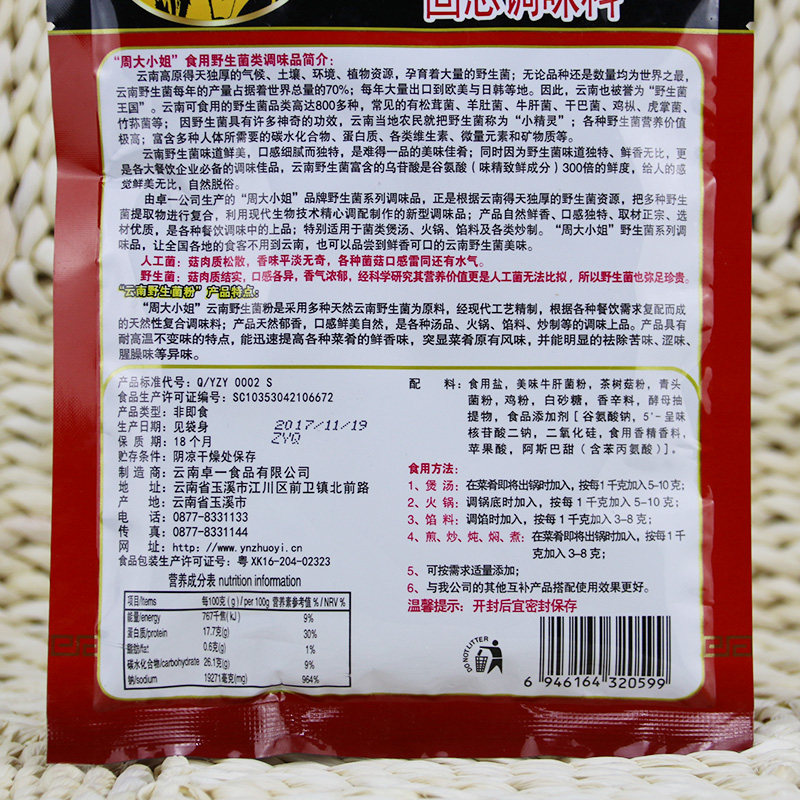 固态调味料
“周大小姐”食用野生菌类调味品简介：
云南高原得天独厚的气候、土壤、环境、植物资源，孕育着大量的野生菌；无论品种还是数量均为世界之最，
云南野生菌每年的产量占据着世界总量的70%；每年大量出口到欧美与日韩等地。因此，云南也被誉为“野生菌
王国”。云南可食用的野生菌品类高达800多种，常见的有松茸菌、羊肚菌、牛肝菌、干巴菌、鸡枞、虎掌菌、
竹荪菌等；因野生菌具有许多神奇的功效，云南当地农民就把野生菌称为“小精灵”；各种野生菌营养价值
极高；富含多种人体所需要的碳水化合物、蛋白质、各类维生素、微量元素和矿物质等。
云南野生菌味道鲜美，口感细腻而独特，是难得一品的美味佳肴；同时因为野生菌味道独特、鲜香无比，更
是各大餐饮企业必备的调味佳品，云南野生菌富含的乌苷酸是谷氨酸（味精致鲜成分）300倍的鲜度，给人的感
觉鲜美无比，自然脱俗。
由卓一公司生产的“周大小姐”品牌野生菌系列调味品，正是根据云南得天独厚的野生菌资源，把多种野生
菌提取物进行复合，利用现代生物技术精心调配制作的新型调味品；产品自然鲜香、口感独特、取材正宗、选
材优质，是各种餐饮调味中的上品；特别适用于菌类煲汤、火锅、馅料及各类炒制。“周大小姐”野生菌系列调
味品，让全国各地的食客不用到云南，也可以品尝到鲜香可口的云南野生菌美味。
人工菌：菇肉质松散，香味平淡无奇，各种菌菇口感雷同还有水气。
野生菌：菇肉质结实，口感各异，香气浓郁，经科学研究其营养价值更是人工菌无法比拟，所以野生菌也弥足珍贵。
“云南野生菌粉”产品特点：
“周大小姐”云南野生菌粉是采用多种天然云南野生菌为原料，经现代工艺精制，根据各种餐饮需求复配而成
的天然性复合调味料；产品天然郁香，口感鲜美自然，是各种汤品、火锅、馅料、炒制等的调味上品。产品具有
耐高温不变味的特点，能迅速提高各种菜肴的鲜香味，突显菜肴原有风味，并能明显的祛除苦味、涩味、
腥臊味等异味。
产品标准代号：Q/YZY 0002 S
食品生产许可证编号：SC10353042106672
产品类型：非即食
生产日期：见袋身
2017/11/19
ZYQ
保质期：18个月
贮存条件：阴凉干燥处保存
制造商：云南卓一食品有限公司
地址：云南省玉溪市江川区前卫镇北前路
产地：云南省玉溪市
电话：0877-8331133
传真：0877-8331144
网址：http://www.ynzhuoyi.cn
食品包装生产许可证号：粤 XK16-204-02323
营养成分表 nutrition information
项目/Items 每100克(g)/per 100g 营养素参考值%/NRV%
能量/energy 767千焦(kJ) 9%
蛋白质/protein 17.7克(g) 30%
脂肪/fat 0.6克(g) 1%
碳水化合物/carbohydrate 26.1克(g) 9%
钠/sodium 19271毫克(mg) 964%
配料：食用盐，美味牛肝菌粉，茶树菇粉，青头
菌粉，鸡粉，白砂糖，香辛料，酵母抽
提物，食品添加剂[谷氨酸钠，5'-呈味
核苷酸二钠，二氧化硅，食用香精香料，
苹果酸，阿斯巴甜（含苯丙氨酸）]。
食用方法：
1、煲汤：在菜肴即将出锅时加入，按每1千克加入5-10克；
2、火锅：调锅底时加入，按每1千克加入5-10克；
3、馅料：调馅时加入，按每1千克加入3-8克；
4、煎、炒、炖、焖、煮：在菜肴即将出锅时加入，按每1千
克加入3-8克；
5、可按需求适量添加；
6、与我公司的其他互补产品搭配使用效果更好。
温馨提示：开封后宜密封保存
DO NOT LITTER
6 946164 320599